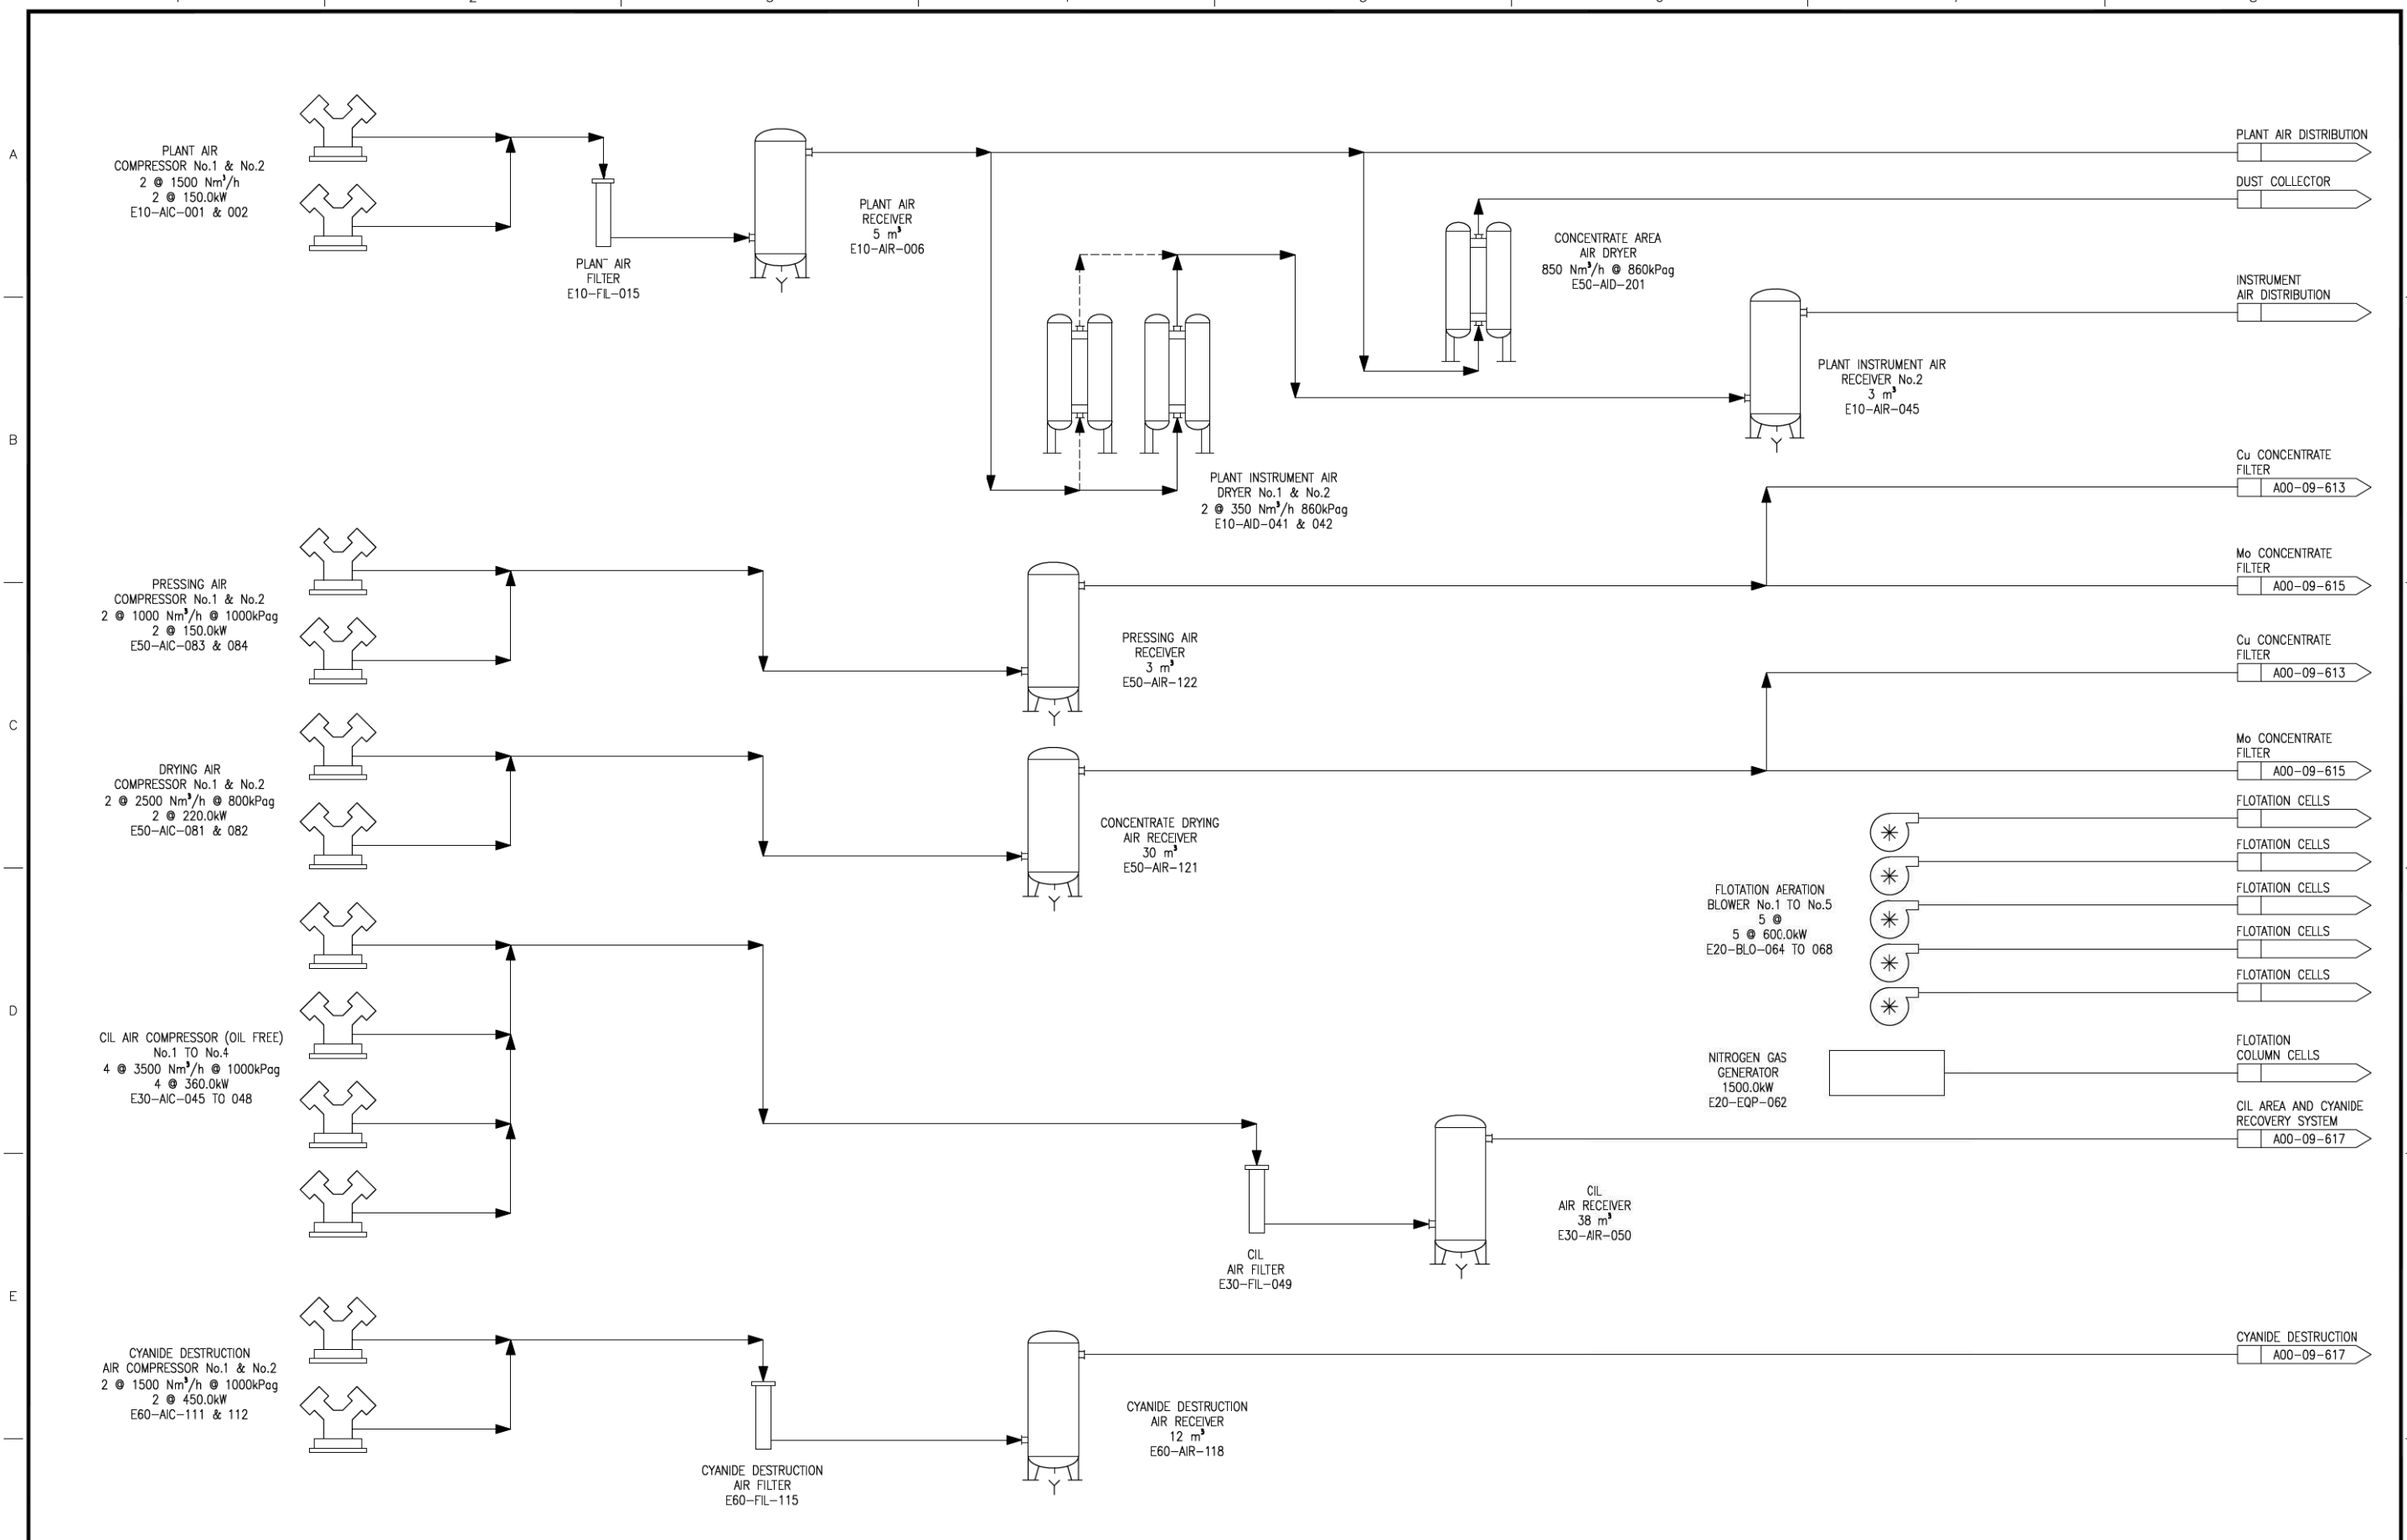 PLANT AIR
COMPRESSOR No.1 & No.2
2 @ 1500 Nm³/h
2 @ 150.0kW
E10-AIC-001 & 002
PLANT AIR
FILTER
E10-FIL-015
PLANT AIR
RECEIVER
5 m³
E10-AIR-006
CONCENTRATE AREA
AIR DRYER
850 Nm³/h @ 860kPag
E50-AID-201
PLANT INSTRUMENT AIR
RECEIVER No.2
3 m³
E10-AIR-045
PLANT INSTRUMENT AIR
DRYER No.1 & No.2
2 @ 350 Nm³/h 860kPag
E10-AID-041 & 042
PLANT AIR DISTRIBUTION
DUST COLLECTOR
INSTRUMENT
AIR DISTRIBUTION
Cu CONCENTRATE
FILTER
A00-09-613
Mo CONCENTRATE
FILTER
A00-09-615
PRESSING AIR
COMPRESSOR No.1 & No.2
2 @ 1000 Nm³/h @ 1000kPag
2 @ 150.0kW
E50-AIC-083 & 084
PRESSING AIR
RECEIVER
3 m³
E50-AIR-122
Cu CONCENTRATE
FILTER
A00-09-613
Mo CONCENTRATE
FILTER
A00-09-615
DRYING AIR
COMPRESSOR No.1 & No.2
2 @ 2500 Nm³/h @ 800kPag
2 @ 220.0kW
E50-AIC-081 & 082
CONCENTRATE DRYING
AIR RECEIVER
30 m³
E50-AIR-121
FLOTATION CELLS
FLOTATION CELLS
FLOTATION CELLS
FLOTATION CELLS
FLOTATION CELLS
FLOTATION AERATION
BLOWER No.1 TO No.5
5 @
5 @ 600.0kW
E20-BLO-064 TO 068
NITROGEN GAS
GENERATOR
1500.0kW
E20-EQP-062
FLOTATION
COLUMN CELLS
CIL AREA AND CYANIDE
RECOVERY SYSTEM
A00-09-617
CIL AIR COMPRESSOR (OIL FREE)
No.1 TO No.4
4 @ 3500 Nm³/h @ 1000kPag
4 @ 360.0kW
E30-AIC-045 TO 048
CIL
AIR FILTER
E30-FIL-049
CIL
AIR RECEIVER
38 m³
E30-AIR-050
CYANIDE DESTRUCTION
AIR COMPRESSOR No.1 & No.2
2 @ 1500 Nm³/h @ 1000kPag
2 @ 450.0kW
E60-AIC-111 & 112
CYANIDE DESTRUCTION
AIR FILTER
E60-FIL-115
CYANIDE DESTRUCTION
AIR RECEIVER
12 m³
E60-AIR-118
CYANIDE DESTRUCTION
A00-09-617
A
B
C
D
E